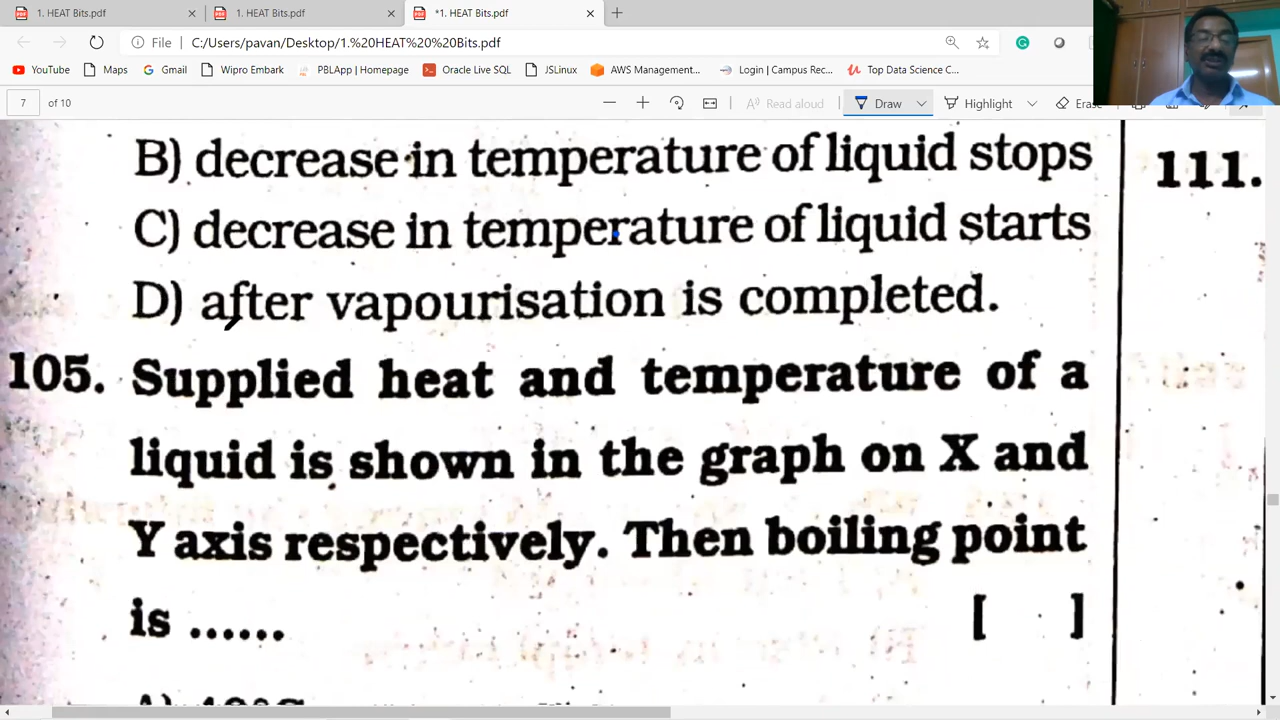 1. HEAT Bits.pdf
1. HEAT Bits.pdf
*1. HEAT Bits.pdf
File
C:/Users/pavan/Desktop/1.%20HEAT%20%20Bits.pdf
YouTube
Maps
Gmail
Wipro Embark
PBLApp | Homepage
Oracle Live SQL
JSLinux
AWS Management...
Login | Campus Rec...
Top Data Science C...
7 of 10
Read aloud
Draw
Highlight
B) decrease in temperature of liquid stops
C) decrease in temperature of liquid starts
D) after vapourisation is completed.
105. Supplied heat and temperature of a
liquid is shown in the graph on X and
Y axis respectively. Then boiling point
is ...... [ ]
111.